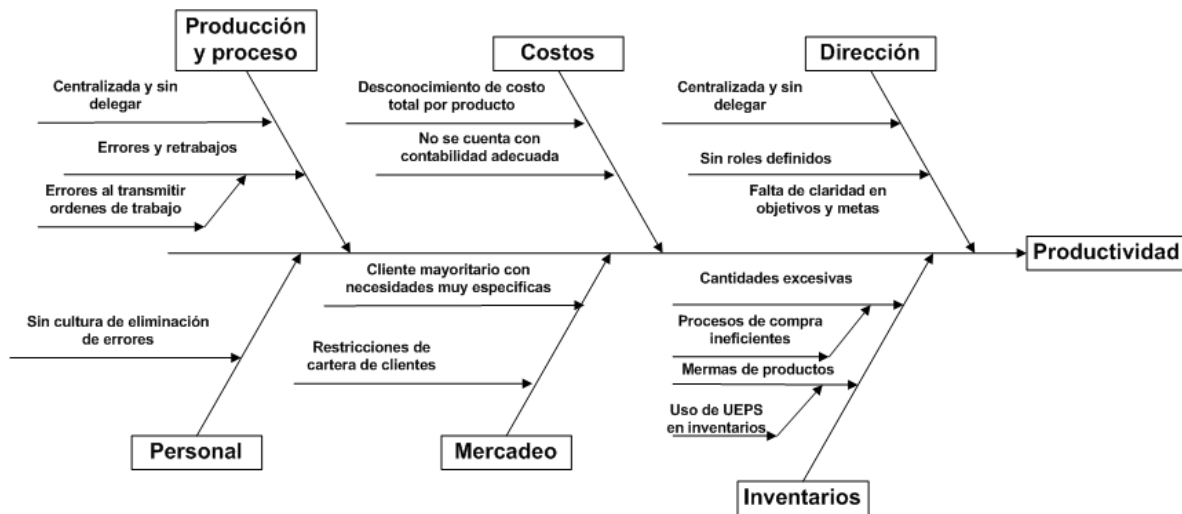 Producción
y proceso
Costos
Dirección
Centralizada y sin
delegar
Errores y retrabajos
Errores al transmitir
ordenes de trabajo
Desconocimiento de costo
total por producto
No se cuenta con
contabilidad adecuada
Centralizada y sin
delegar
Sin roles definidos
Falta de claridad en
objetivos y metas
Productividad
Sin cultura de eliminación
de errores
Cliente mayoritario con
necesidades muy especificas
Restricciones de
cartera de clientes
Cantidades excesivas
Procesos de compra
ineficientes
Mermas de productos
Uso de UEPS
en inventarios
Personal
Mercadeo
Inventarios